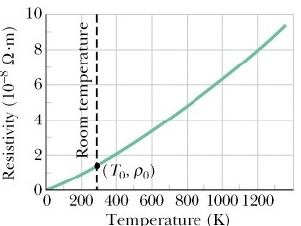 Resistivity (10⁻⁸ Ω·m)
10
8
6
4
2
0
Room temperature
(T₀, ρ₀)
0 200 400 600 800 1000 1200
Temperature (K)